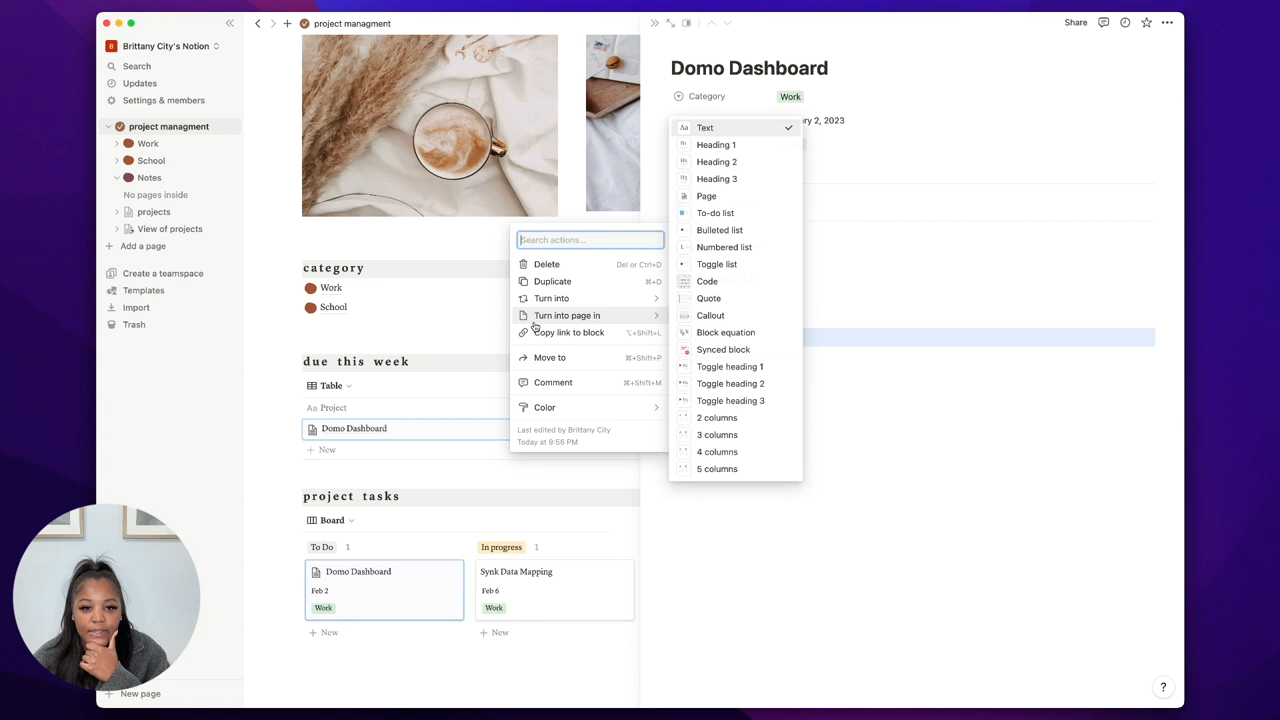 project managment
Share
Brittany City's Notion
Search
Updates
Settings & members
project managment
Work
School
Notes
No pages inside
projects
View of projects
Add a page
Create a teamspace
Templates
Import
Trash
New page
category
Work
School
due this week
Table
Aa Project
Domo Dashboard
+ New
project tasks
Board
To Do 1
In progress 1
Domo Dashboard
Feb 2
Work
Synk Data Mapping
Feb 6
Work
+ New
+ New
Search actions...
Delete Del or Ctrl+D
Duplicate ⌘+D
Turn into
Turn into page in
Copy link to block ⌥+Shift+L
Move to ⌘+Shift+P
Comment ⌘+Shift+M
Color
Last edited by Brittany City
Today at 9:56 PM
Domo Dashboard
Category Work
ry 2, 2023
Aa Text
Heading 1
Heading 2
Heading 3
Page
To-do list
Bulleted list
Numbered list
Toggle list
Code
Quote
Callout
Block equation
Synced block
Toggle heading 1
Toggle heading 2
Toggle heading 3
2 columns
3 columns
4 columns
5 columns
?